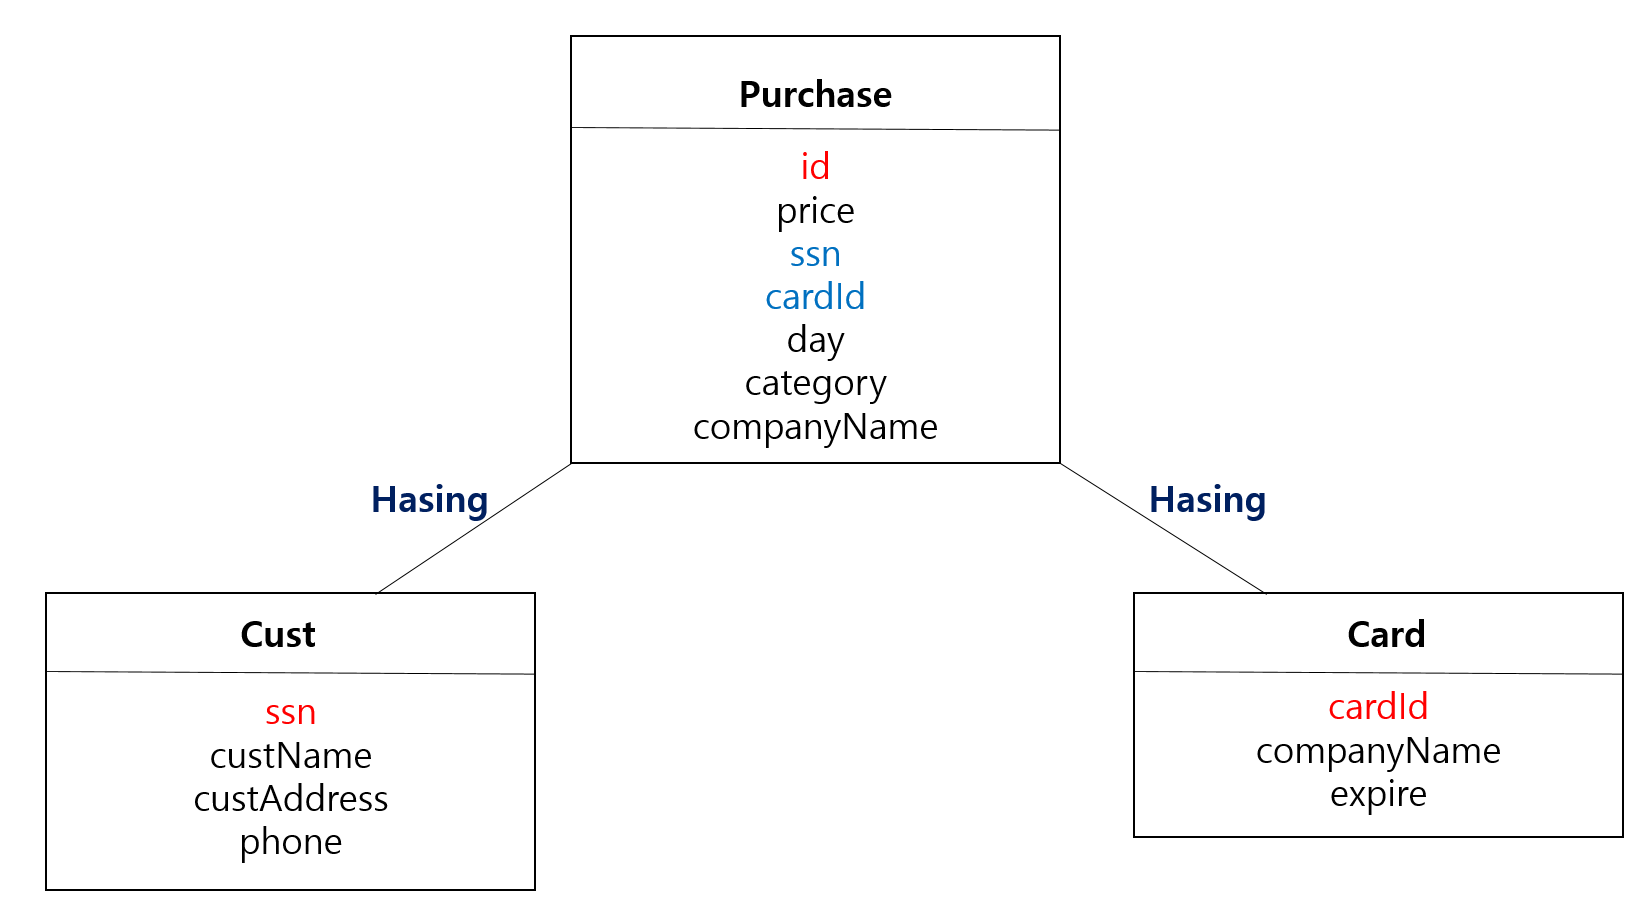 Purchase
id
price
ssn
cardId
day
category
companyName
Hasing
Hasing
Cust
ssn
custName
custAddress
phone
Card
cardId
companyName
expire